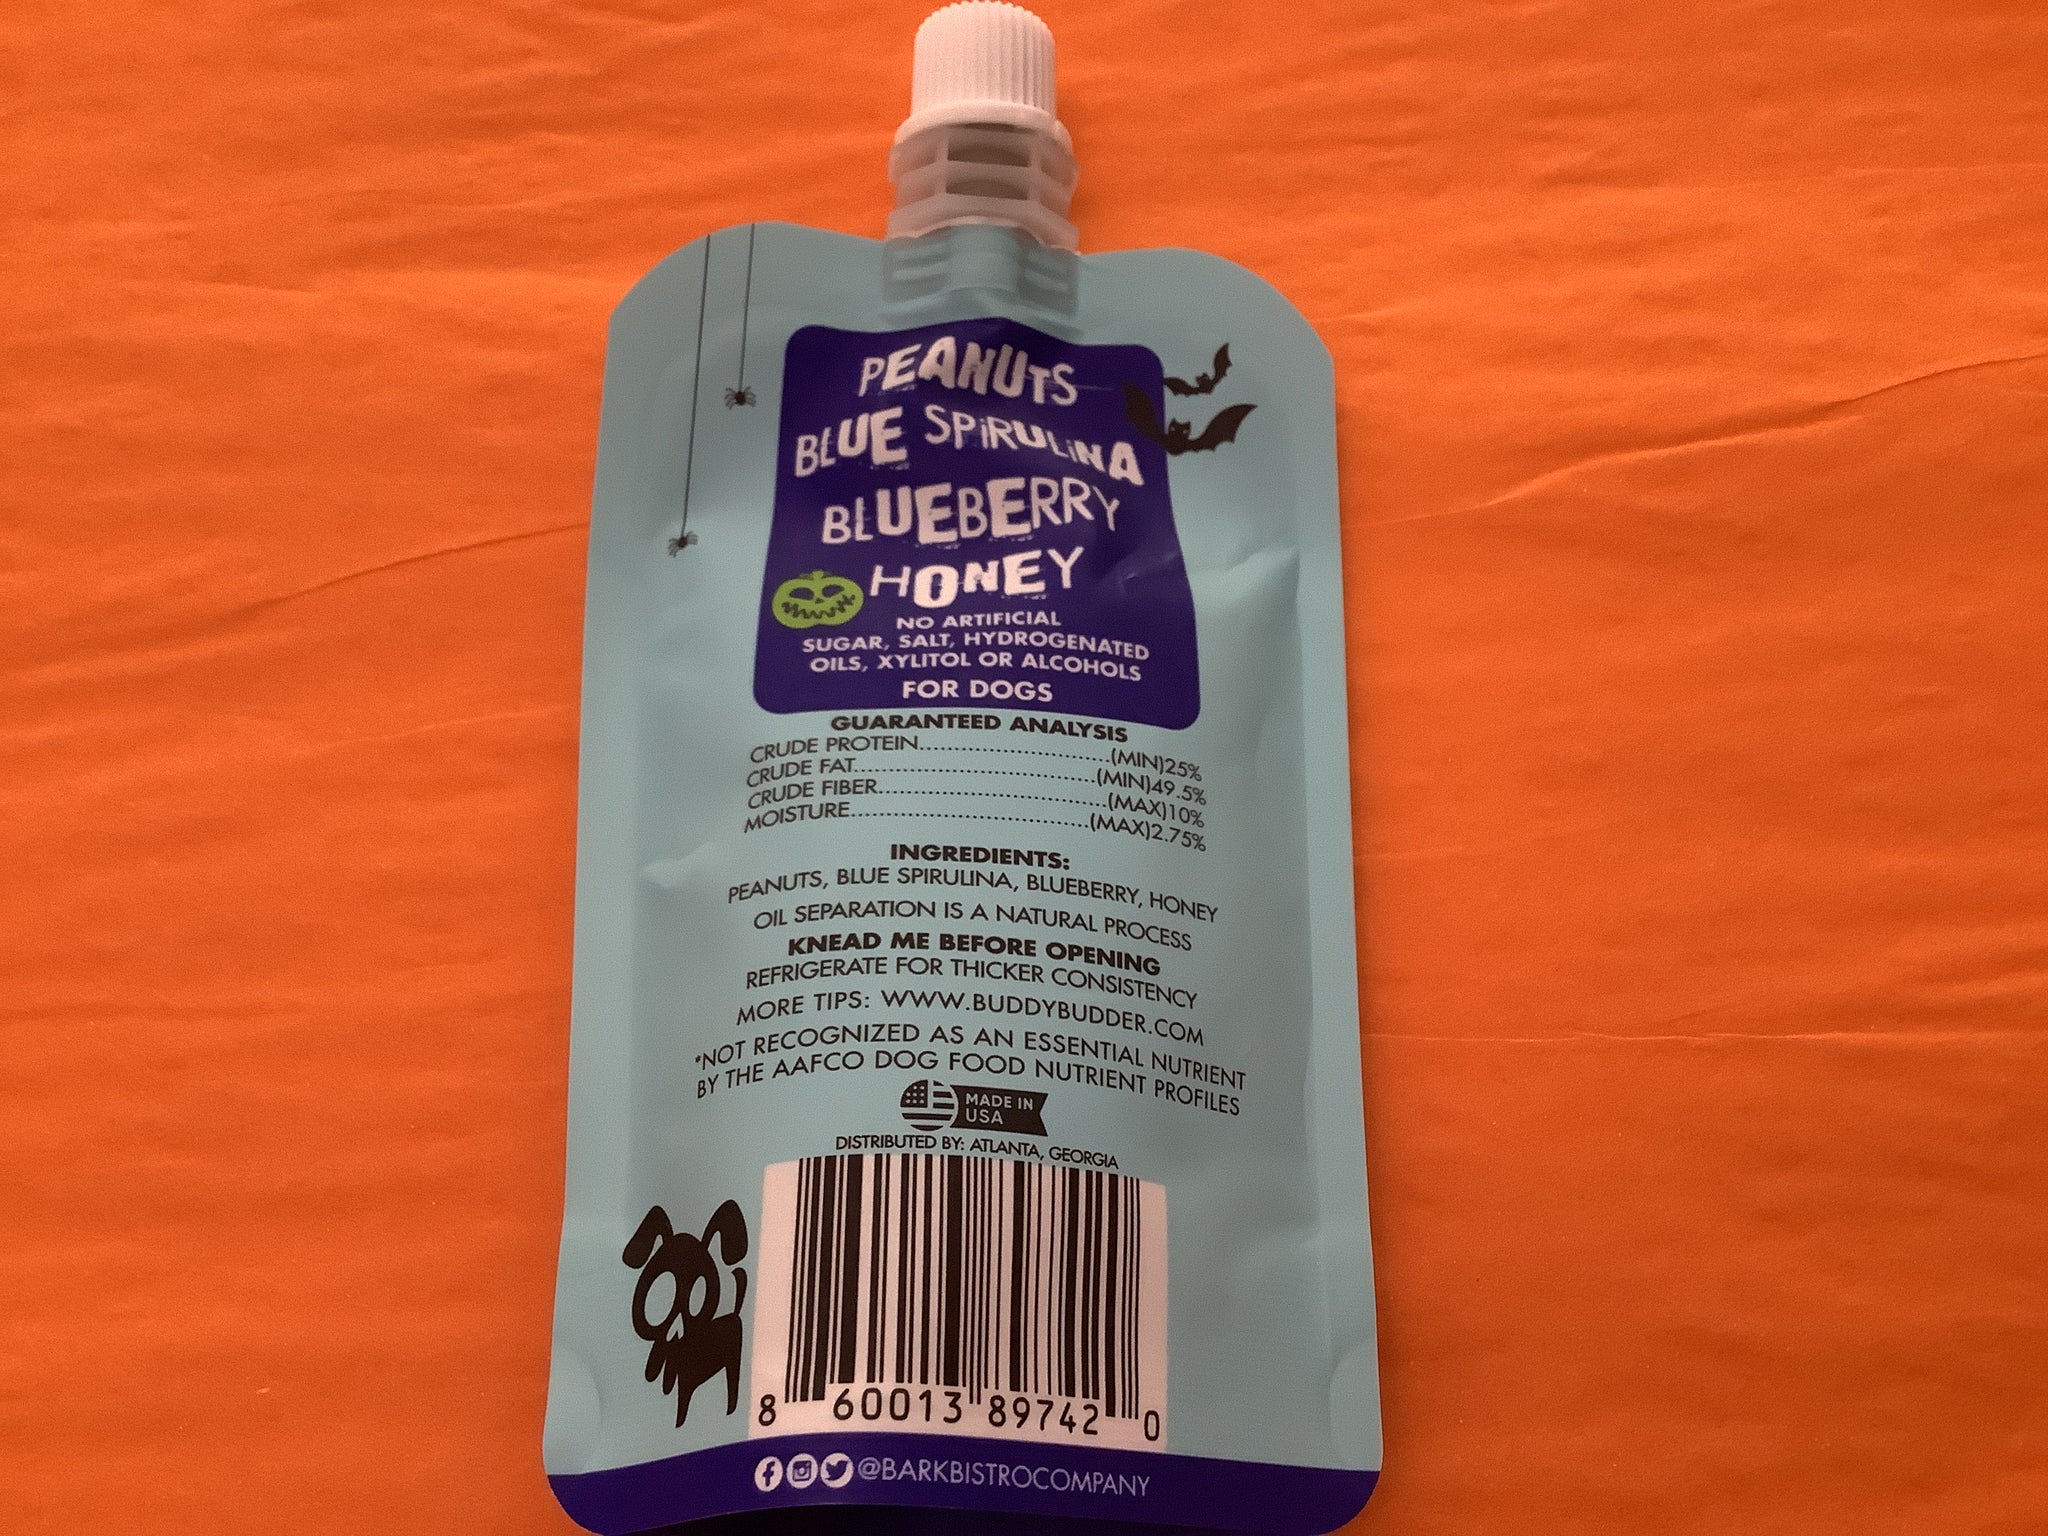 PEANUTS
BLUE SPIRULINA
BLUEBERRY
HONEY
NO ARTIFICIAL
SUGAR, SALT, HYDROGENATED
OILS, XYLITOL OR ALCOHOLS
FOR DOGS
GUARANTEED ANALYSIS
CRUDE PROTEIN..............................(MIN)25%
CRUDE FAT.....................................(MIN)49.5%
CRUDE FIBER...................................(MAX)10%
MOISTURE.....................................(MAX)2.75%
INGREDIENTS:
PEANUTS, BLUE SPIRULINA, BLUEBERRY, HONEY
OIL SEPARATION IS A NATURAL PROCESS
KNEAD ME BEFORE OPENING
REFRIGERATE FOR THICKER CONSISTENCY
MORE TIPS: WWW.BUDDYBUDDER.COM
*NOT RECOGNIZED AS AN ESSENTIAL NUTRIENT
BY THE AAFCO DOG FOOD NUTRIENT PROFILES
MADE IN
USA
DISTRIBUTED BY: ATLANTA, GEORGIA
8 60013 89742 0
@BARKBISTROCOMPANY